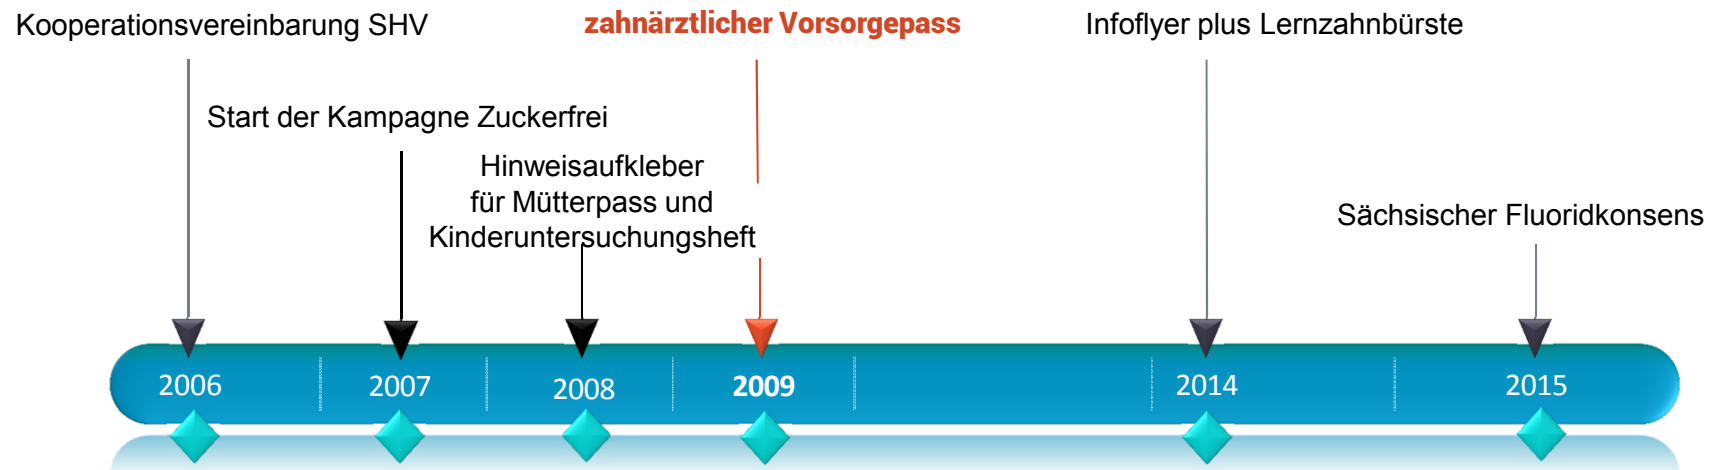 Kooperationsvereinbarung SHV
zahnärztlicher Vorsorgepass
Infoflyer plus Lernzahnbürste
Start der Kampagne Zuckerfrei
Hinweisaufkleber
für Mütterpass und
Kinderuntersuchungsheft
Sächsischer Fluoridkonsens
2006
2007
2008
2009
2014
2015